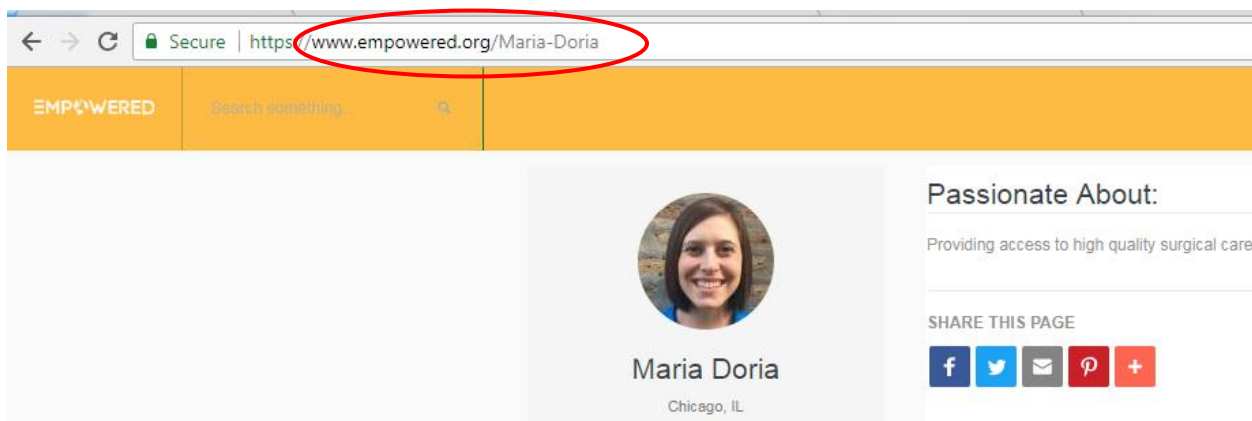 Secure | https://www.empowered.org/Maria-Doria
EMPOWERED
Search something...
Passionate About:
Providing access to high quality surgical care
SHARE THIS PAGE
Maria Doria
Chicago, IL